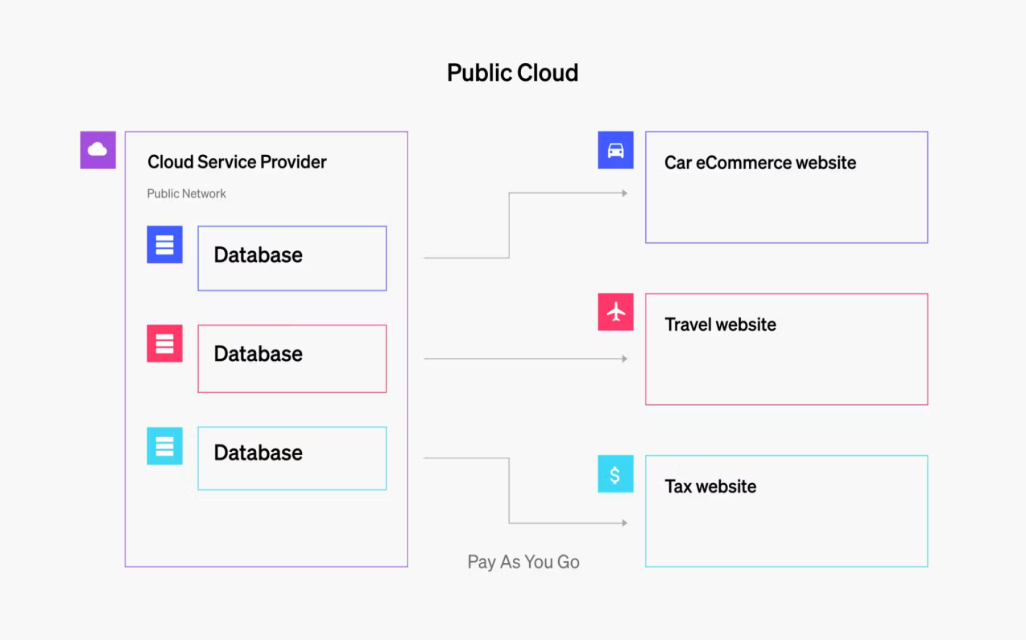 Public Cloud
Cloud Service Provider
Public Network
Database
Database
Database
Car eCommerce website
Travel website
$
Tax website
Pay As You Go